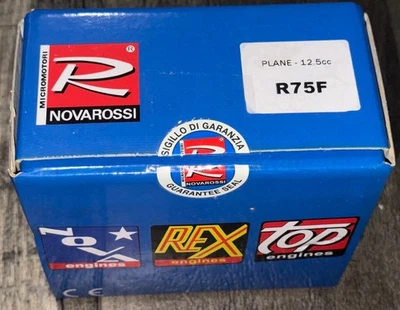 MICROMOTORI
R®
NOVAROSSI
PLANE - 12.5cc
R75F
SIGILLO DI GARANZIA
R
NOVAROSSI
GUARANTEE SEAL
NOVA
engines
REX
engines
top
engines
CE